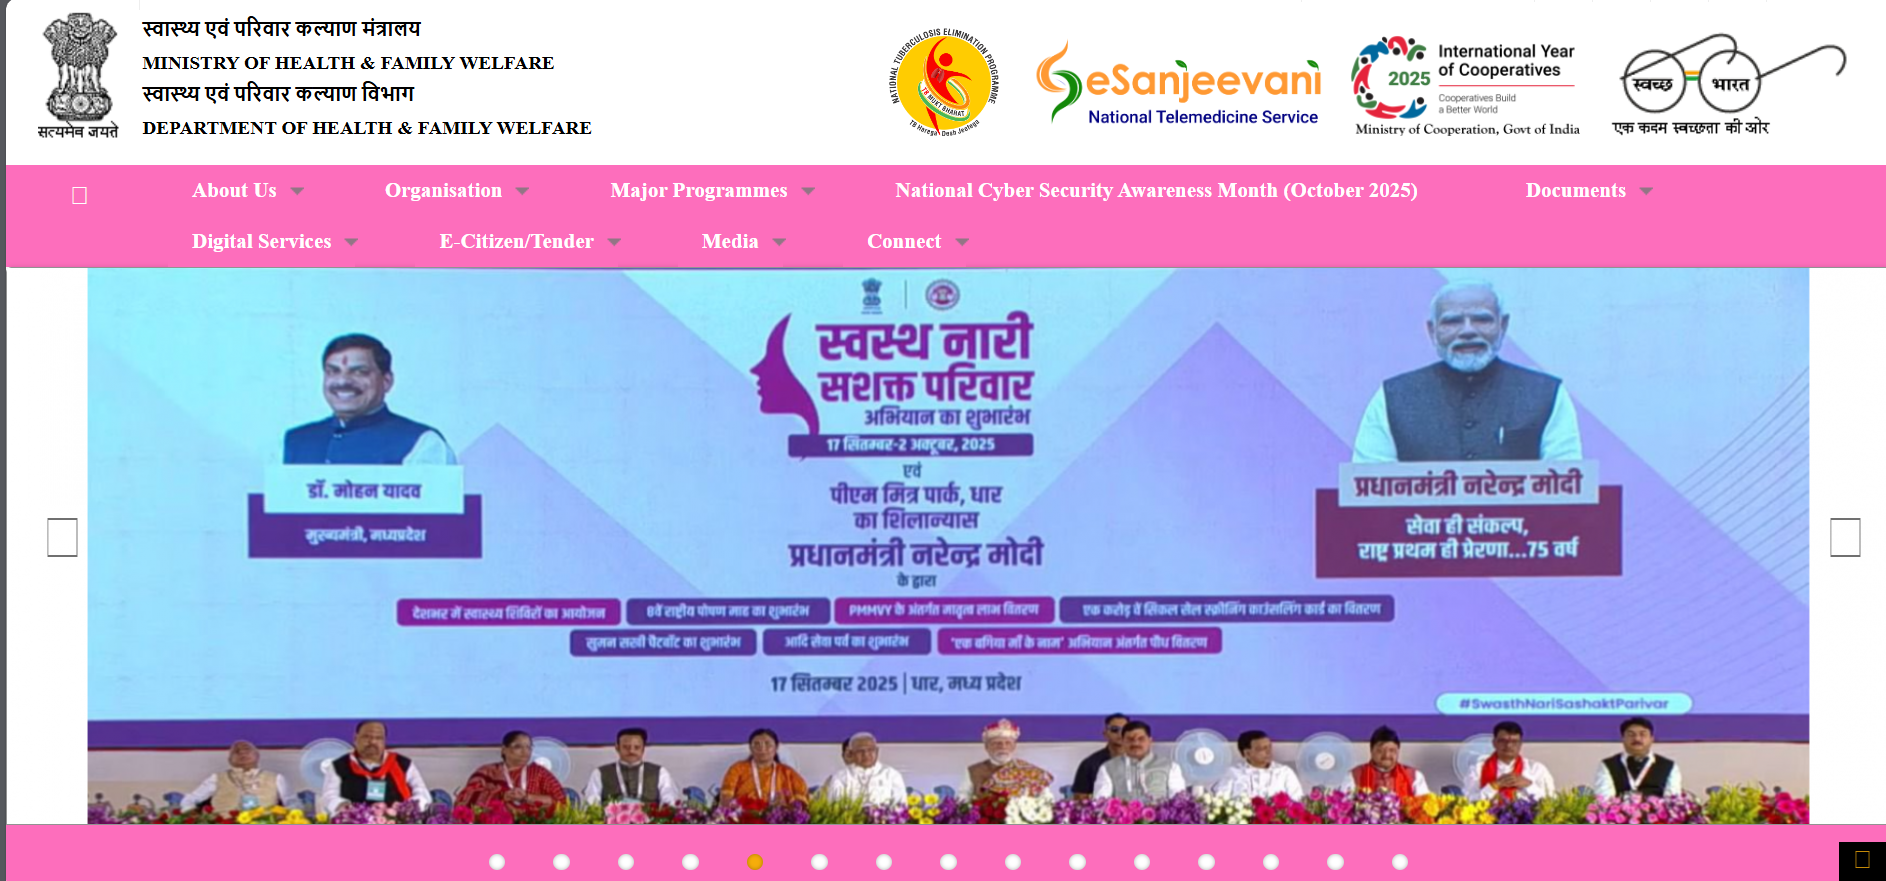 स्वास्थ्य एवं परिवार कल्याण मंत्रालय
MINISTRY OF HEALTH & FAMILY WELFARE
स्वास्थ्य एवं परिवार कल्याण विभाग
DEPARTMENT OF HEALTH & FAMILY WELFARE
सत्यमेव जयते
NATIONAL TUBERCULOSIS ELIMINATION PROGRAMME
TB MUKT BHARAT
TB Harega Desh Jeetega
eSanjeevani
National Telemedicine Service
2025
International Year
of Cooperatives
Cooperatives Build
a Better World
Ministry of Cooperation, Govt of India
स्वच्छ भारत
एक कदम स्वच्छता की ओर
About Us
Organisation
Major Programmes
National Cyber Security Awareness Month (October 2025)
Documents
Digital Services
E-Citizen/Tender
Media
Connect
स्वस्थ नारी
सशक्त परिवार
अभियान का शुभारंभ
17 सितम्बर-2 अक्टूबर, 2025
एवं
पीएम मित्र पार्क, धार
का शिलान्यास
प्रधानमंत्री नरेन्द्र मोदी
के द्वारा
डॉ. मोहन यादव
मुख्यमंत्री, मध्यप्रदेश
प्रधानमंत्री नरेन्द्र मोदी
सेवा ही संकल्प,
राष्ट्र प्रथम ही प्रेरणा...75 वर्ष
देशभर में स्वास्थ्य शिविरों का आयोजन
8वें राष्ट्रीय पोषण माह का शुभारंभ
PMMVY के अंतर्गत मातृत्व लाभ वितरण
एक करोड़ वें सिकल सेल स्क्रीनिंग काउंसलिंग कार्ड का वितरण
सुमन सखी चैटबॉट का शुभारंभ
आदि सेवा पर्व का शुभारंभ
'एक बगिया माँ के नाम' अभियान अंतर्गत पौध वितरण
17 सितम्बर 2025 | धार, मध्य प्रदेश
#SwasthNariSashaktParivar